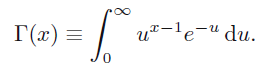 Γ(x) ≡ ∫₀^∞ u^{x−1}e^{−u} du.